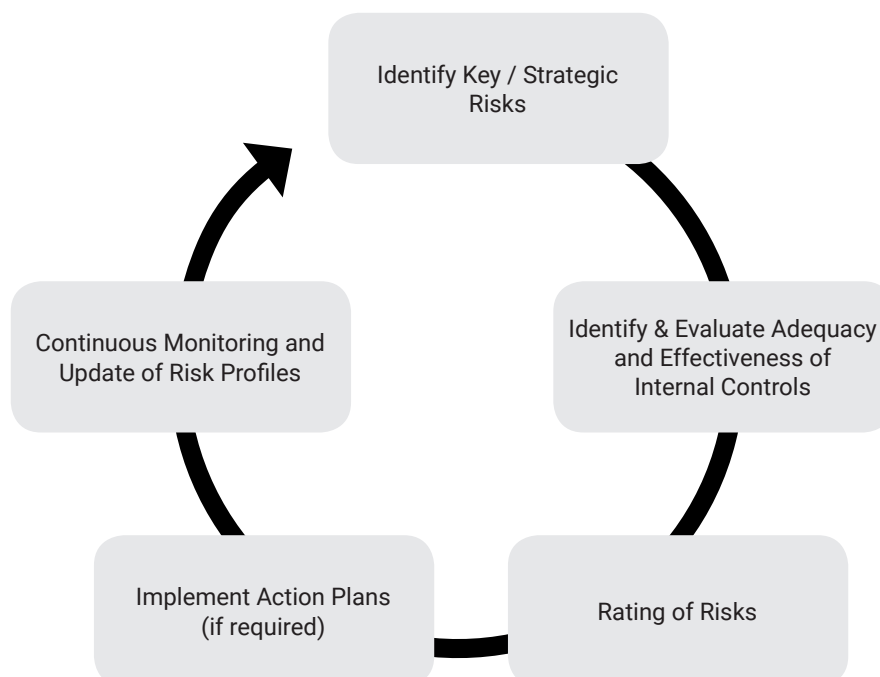 Identify Key / Strategic
Risks
Identify & Evaluate Adequacy
and Effectiveness of
Internal Controls
Rating of Risks
Implement Action Plans
(if required)
Continuous Monitoring and
Update of Risk Profiles